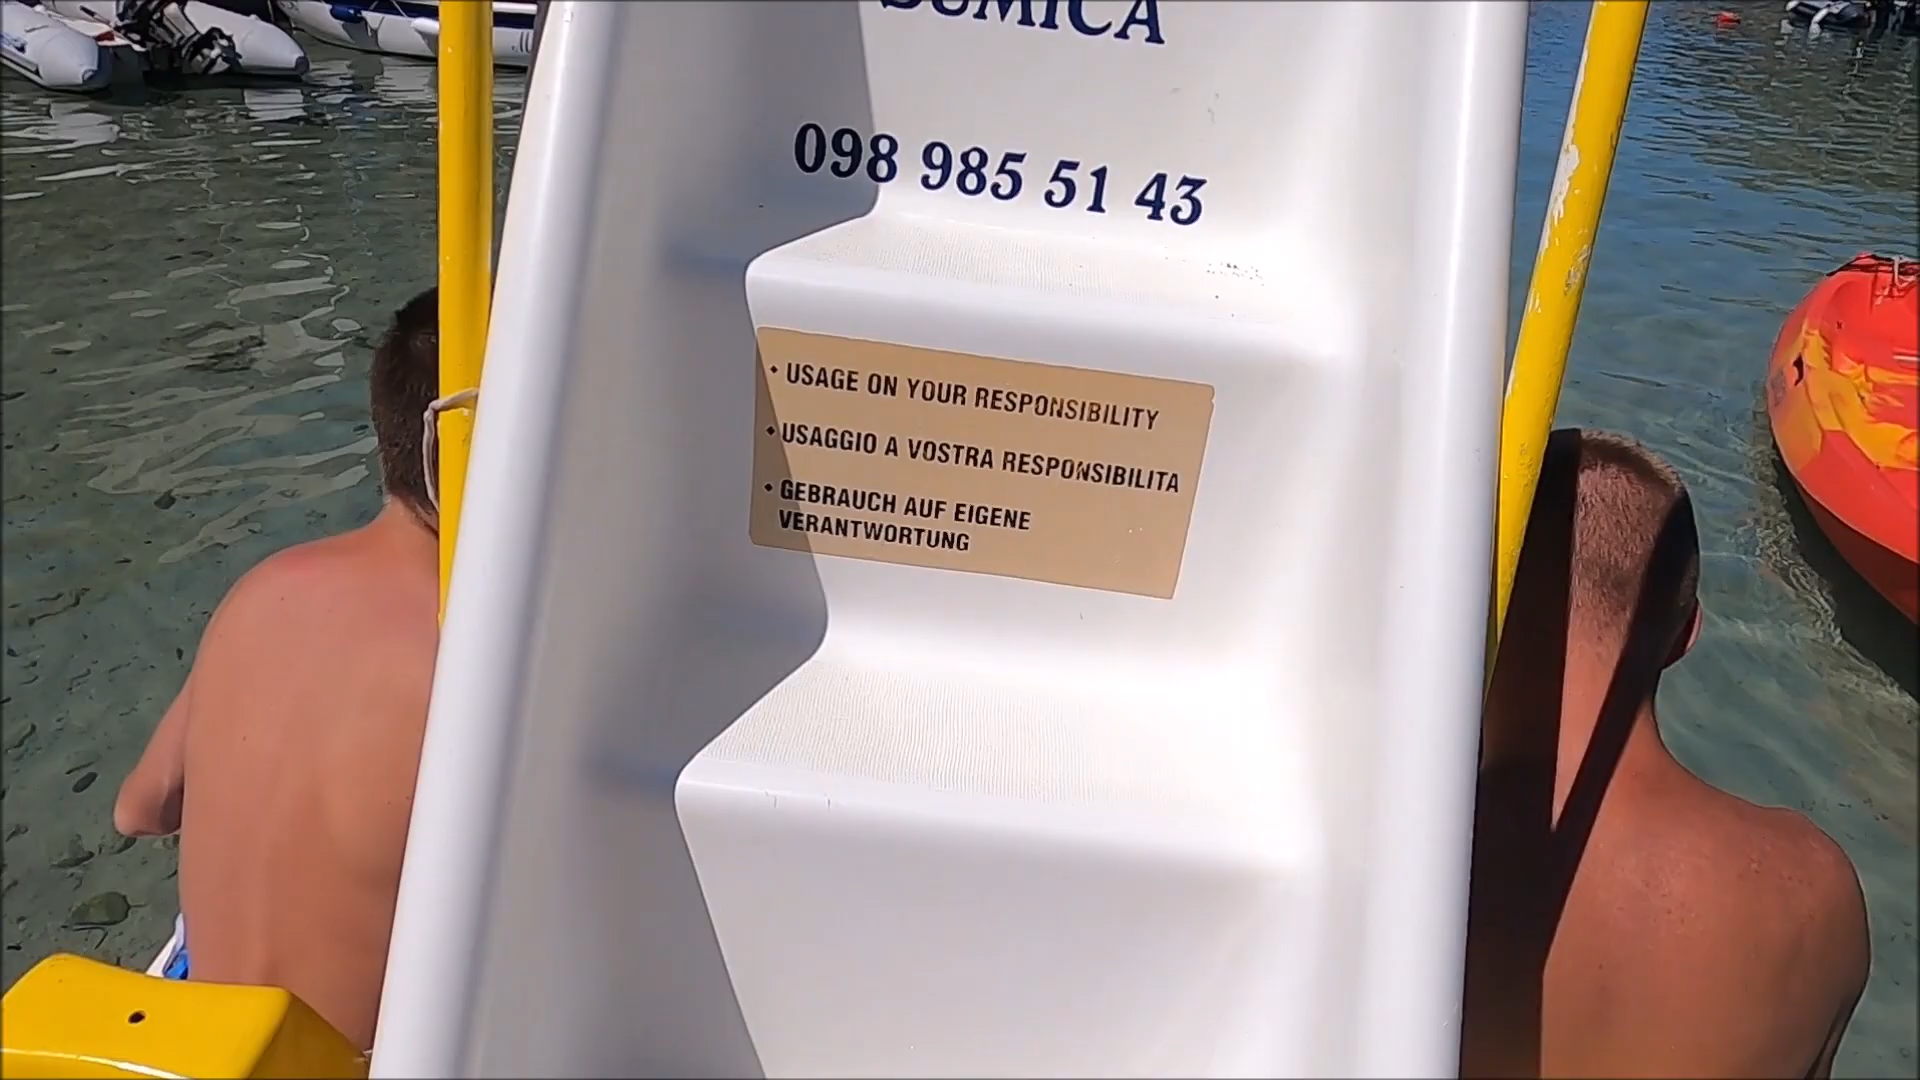 098 985 51 43
• USAGE ON YOUR RESPONSIBILITY
• USAGGIO A VOSTRA RESPONSIBILITA
• GEBRAUCH AUF EIGENE
VERANTWORTUNG